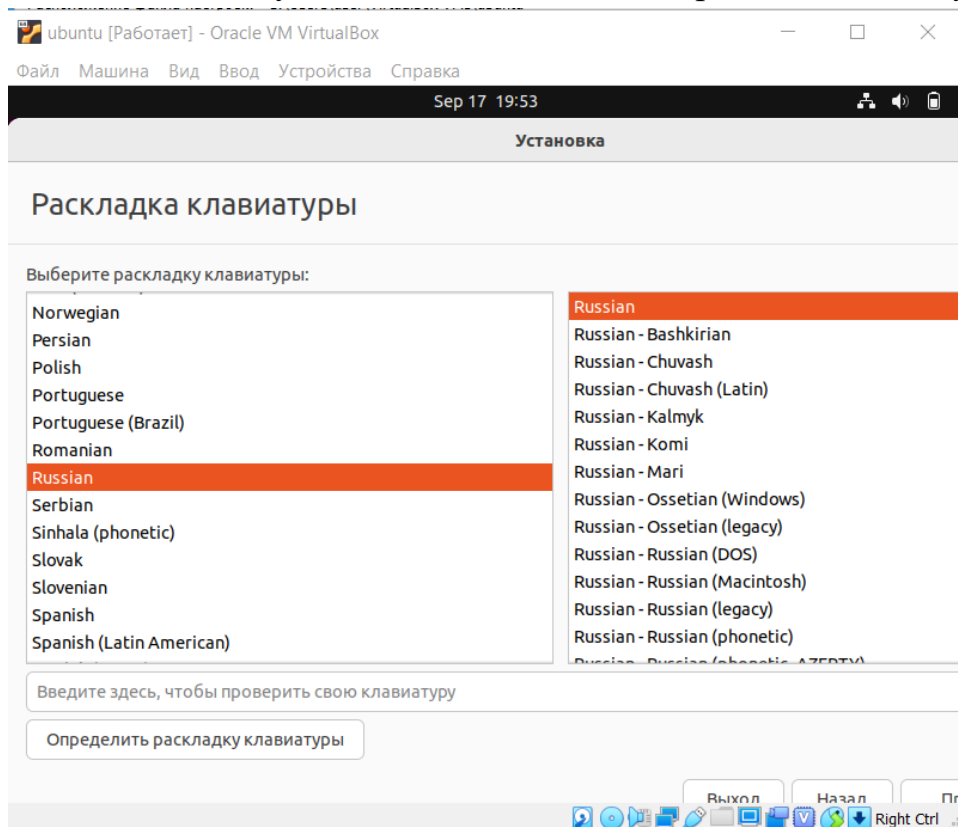 ubuntu [Работает] - Oracle VM VirtualBox
Файл Машина Вид Ввод Устройства Справка
Sep 17 19:53
Установка
Раскладка клавиатуры
Выберите раскладку клавиатуры:
Norwegian
Persian
Polish
Portuguese
Portuguese (Brazil)
Romanian
Russian
Serbian
Sinhala (phonetic)
Slovak
Slovenian
Spanish
Spanish (Latin American)
Russian
Russian - Bashkirian
Russian - Chuvash
Russian - Chuvash (Latin)
Russian - Kalmyk
Russian - Komi
Russian - Mari
Russian - Ossetian (Windows)
Russian - Ossetian (legacy)
Russian - Russian (DOS)
Russian - Russian (Macintosh)
Russian - Russian (legacy)
Russian - Russian (phonetic)
Russian - Russian (phonetic, AZERTY)
Введите здесь, чтобы проверить свою клавиатуру
Определить раскладку клавиатуры
Выход Назад
Right Ctrl